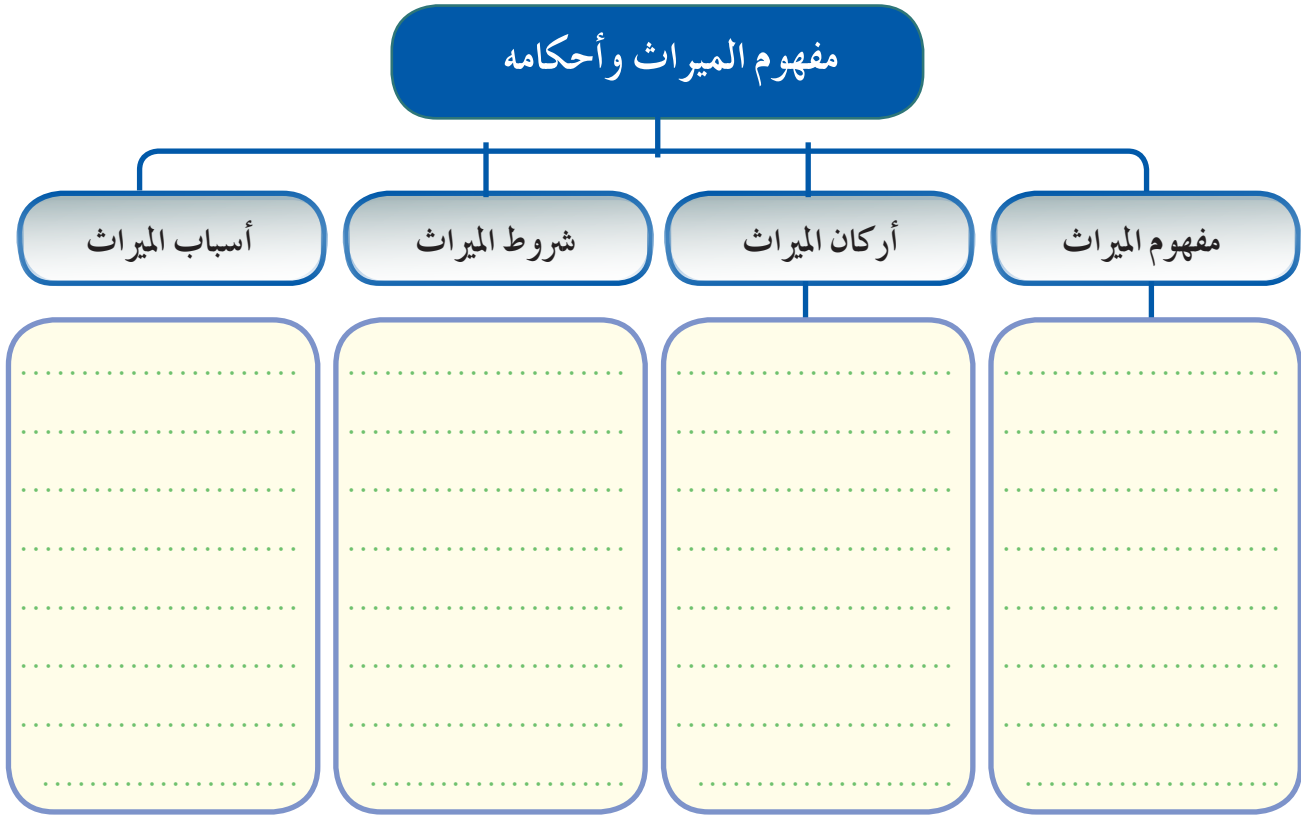 مفهوم الميراث وأحكامه
مفهوم الميراث
أركان الميراث
شروط الميراث
أسباب الميراث